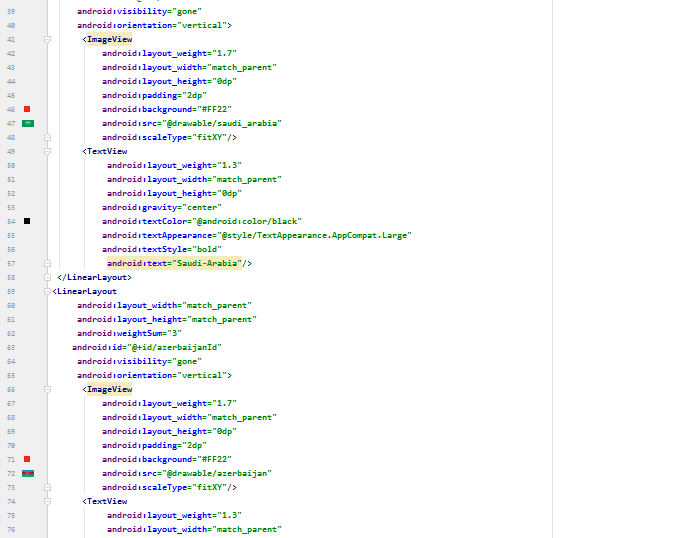 39 android:visibility="gone"
40 android:orientation="vertical">
41 <ImageView
42 android:layout_weight="1.7"
43 android:layout_width="match_parent"
44 android:layout_height="0dp"
45 android:padding="2dp"
46 android:background="#FF22"
47 android:src="@drawable/saudi_arabia"
48 android:scaleType="fitXY"/>
49 <TextView
50 android:layout_weight="1.3"
51 android:layout_width="match_parent"
52 android:layout_height="0dp"
53 android:gravity="center"
54 android:textColor="@android:color/black"
55 android:textAppearance="@style/TextAppearance.AppCompat.Large"
56 android:textStyle="bold"
57 android:text="Saudi-Arabia"/>
58 </LinearLayout>
59 <LinearLayout
60 android:layout_width="match_parent"
61 android:layout_height="match_parent"
62 android:weightSum="3"
63 android:id="@+id/azerbaijanId"
64 android:visibility="gone"
65 android:orientation="vertical">
66 <ImageView
67 android:layout_weight="1.7"
68 android:layout_width="match_parent"
69 android:layout_height="0dp"
70 android:padding="2dp"
71 android:background="#FF22"
72 android:src="@drawable/azerbaijan"
73 android:scaleType="fitXY"/>
74 <TextView
75 android:layout_weight="1.3"
76 android:layout_width="match_parent"